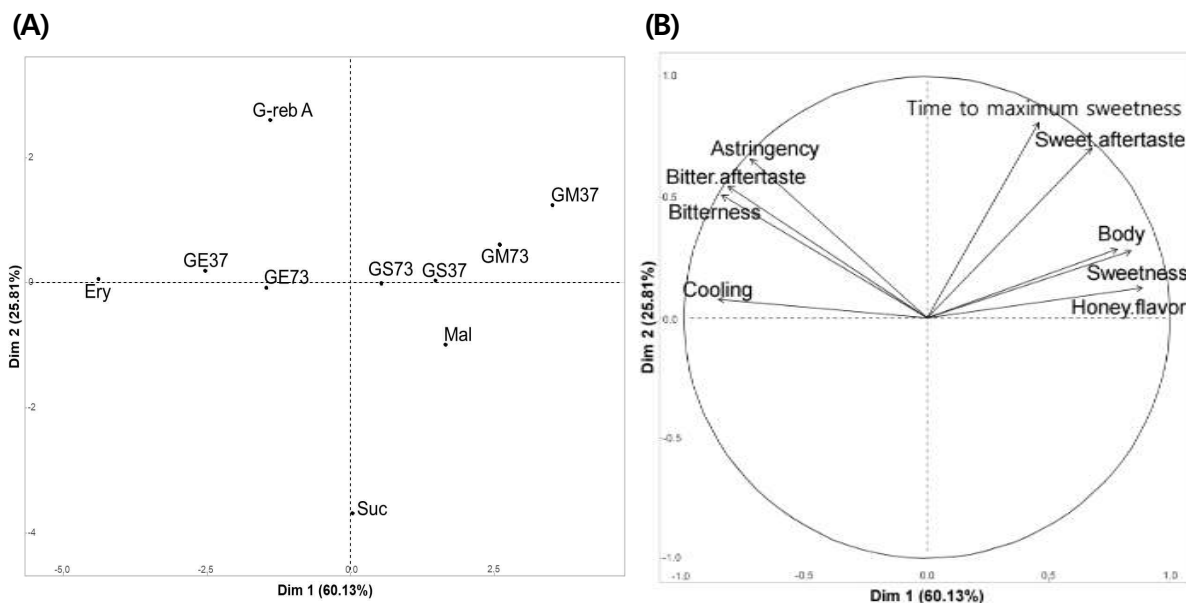 (A)
G-reb A
GM37
GM73
GE37
GE73
GS73
GS37
Ery
Mal
Suc
2
0
-2
-4
-5,0
-2,5
0,0
2,5
Dim 2 (25.81%)
Dim 1 (60.13%)
(B)
Time to maximum sweetness
Sweet.aftertaste
Astringency
Bitter.aftertaste
Bitterness
Body
Sweetness
Cooling
Honey.flavor
1.0
0.5
0.0
-0.5
-1.0
-1.0
-0.5
0.0
0,5
1.0
Dim 2 (25.81%)
Dim 1 (60.13%)